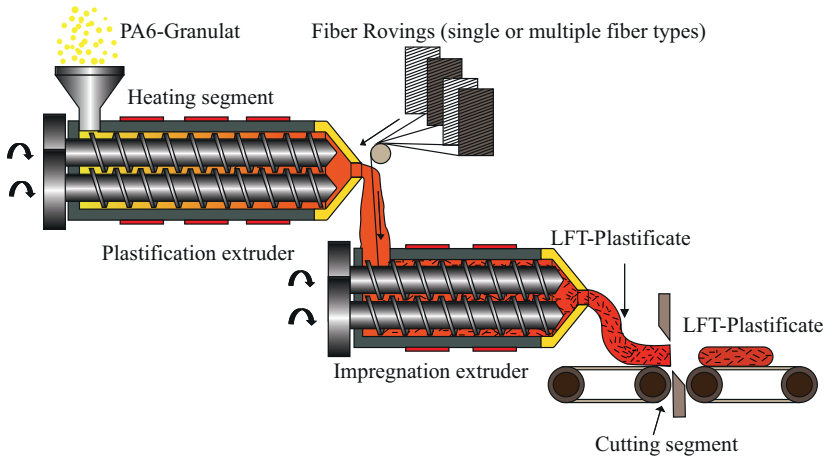 PA6-Granulat
Fiber Rovings (single or multiple fiber types)
Heating segment
Plastification extruder
LFT-Plastificate
LFT-Plastificate
Impregnation extruder
Cutting segment